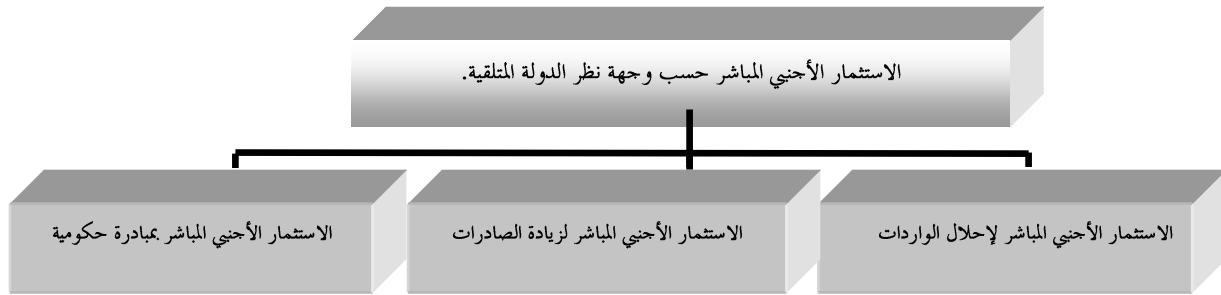 الاستثمار الأجنبي المباشر حسب وجهة نظر الدولة المتلقية.
الاستثمار الأجنبي المباشر لإحلال الواردات
الاستثمار الأجنبي المباشر لزيادة الصادرات
الاستثمار الأجنبي المباشر بمبادرة حكومية